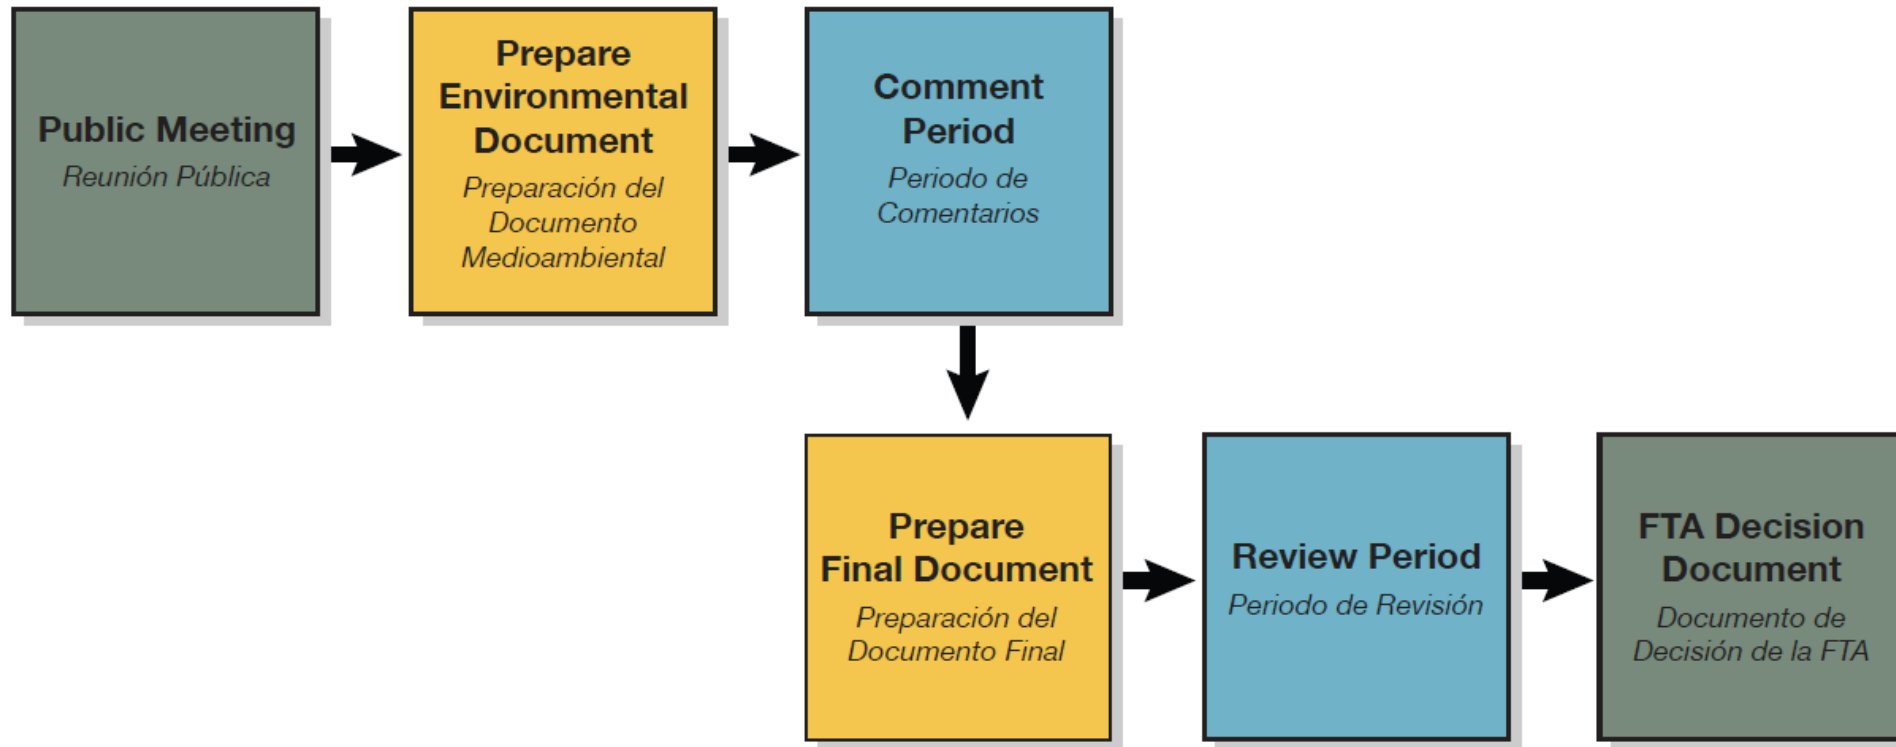 Public Meeting
Reunión Pública
Prepare
Environmental
Document
Preparación del
Documento
Medioambiental
Comment
Period
Periodo de
Comentarios
Prepare
Final Document
Preparación del
Documento Final
Review Period
Periodo de Revisión
FTA Decision
Document
Documento de
Decisión de la FTA